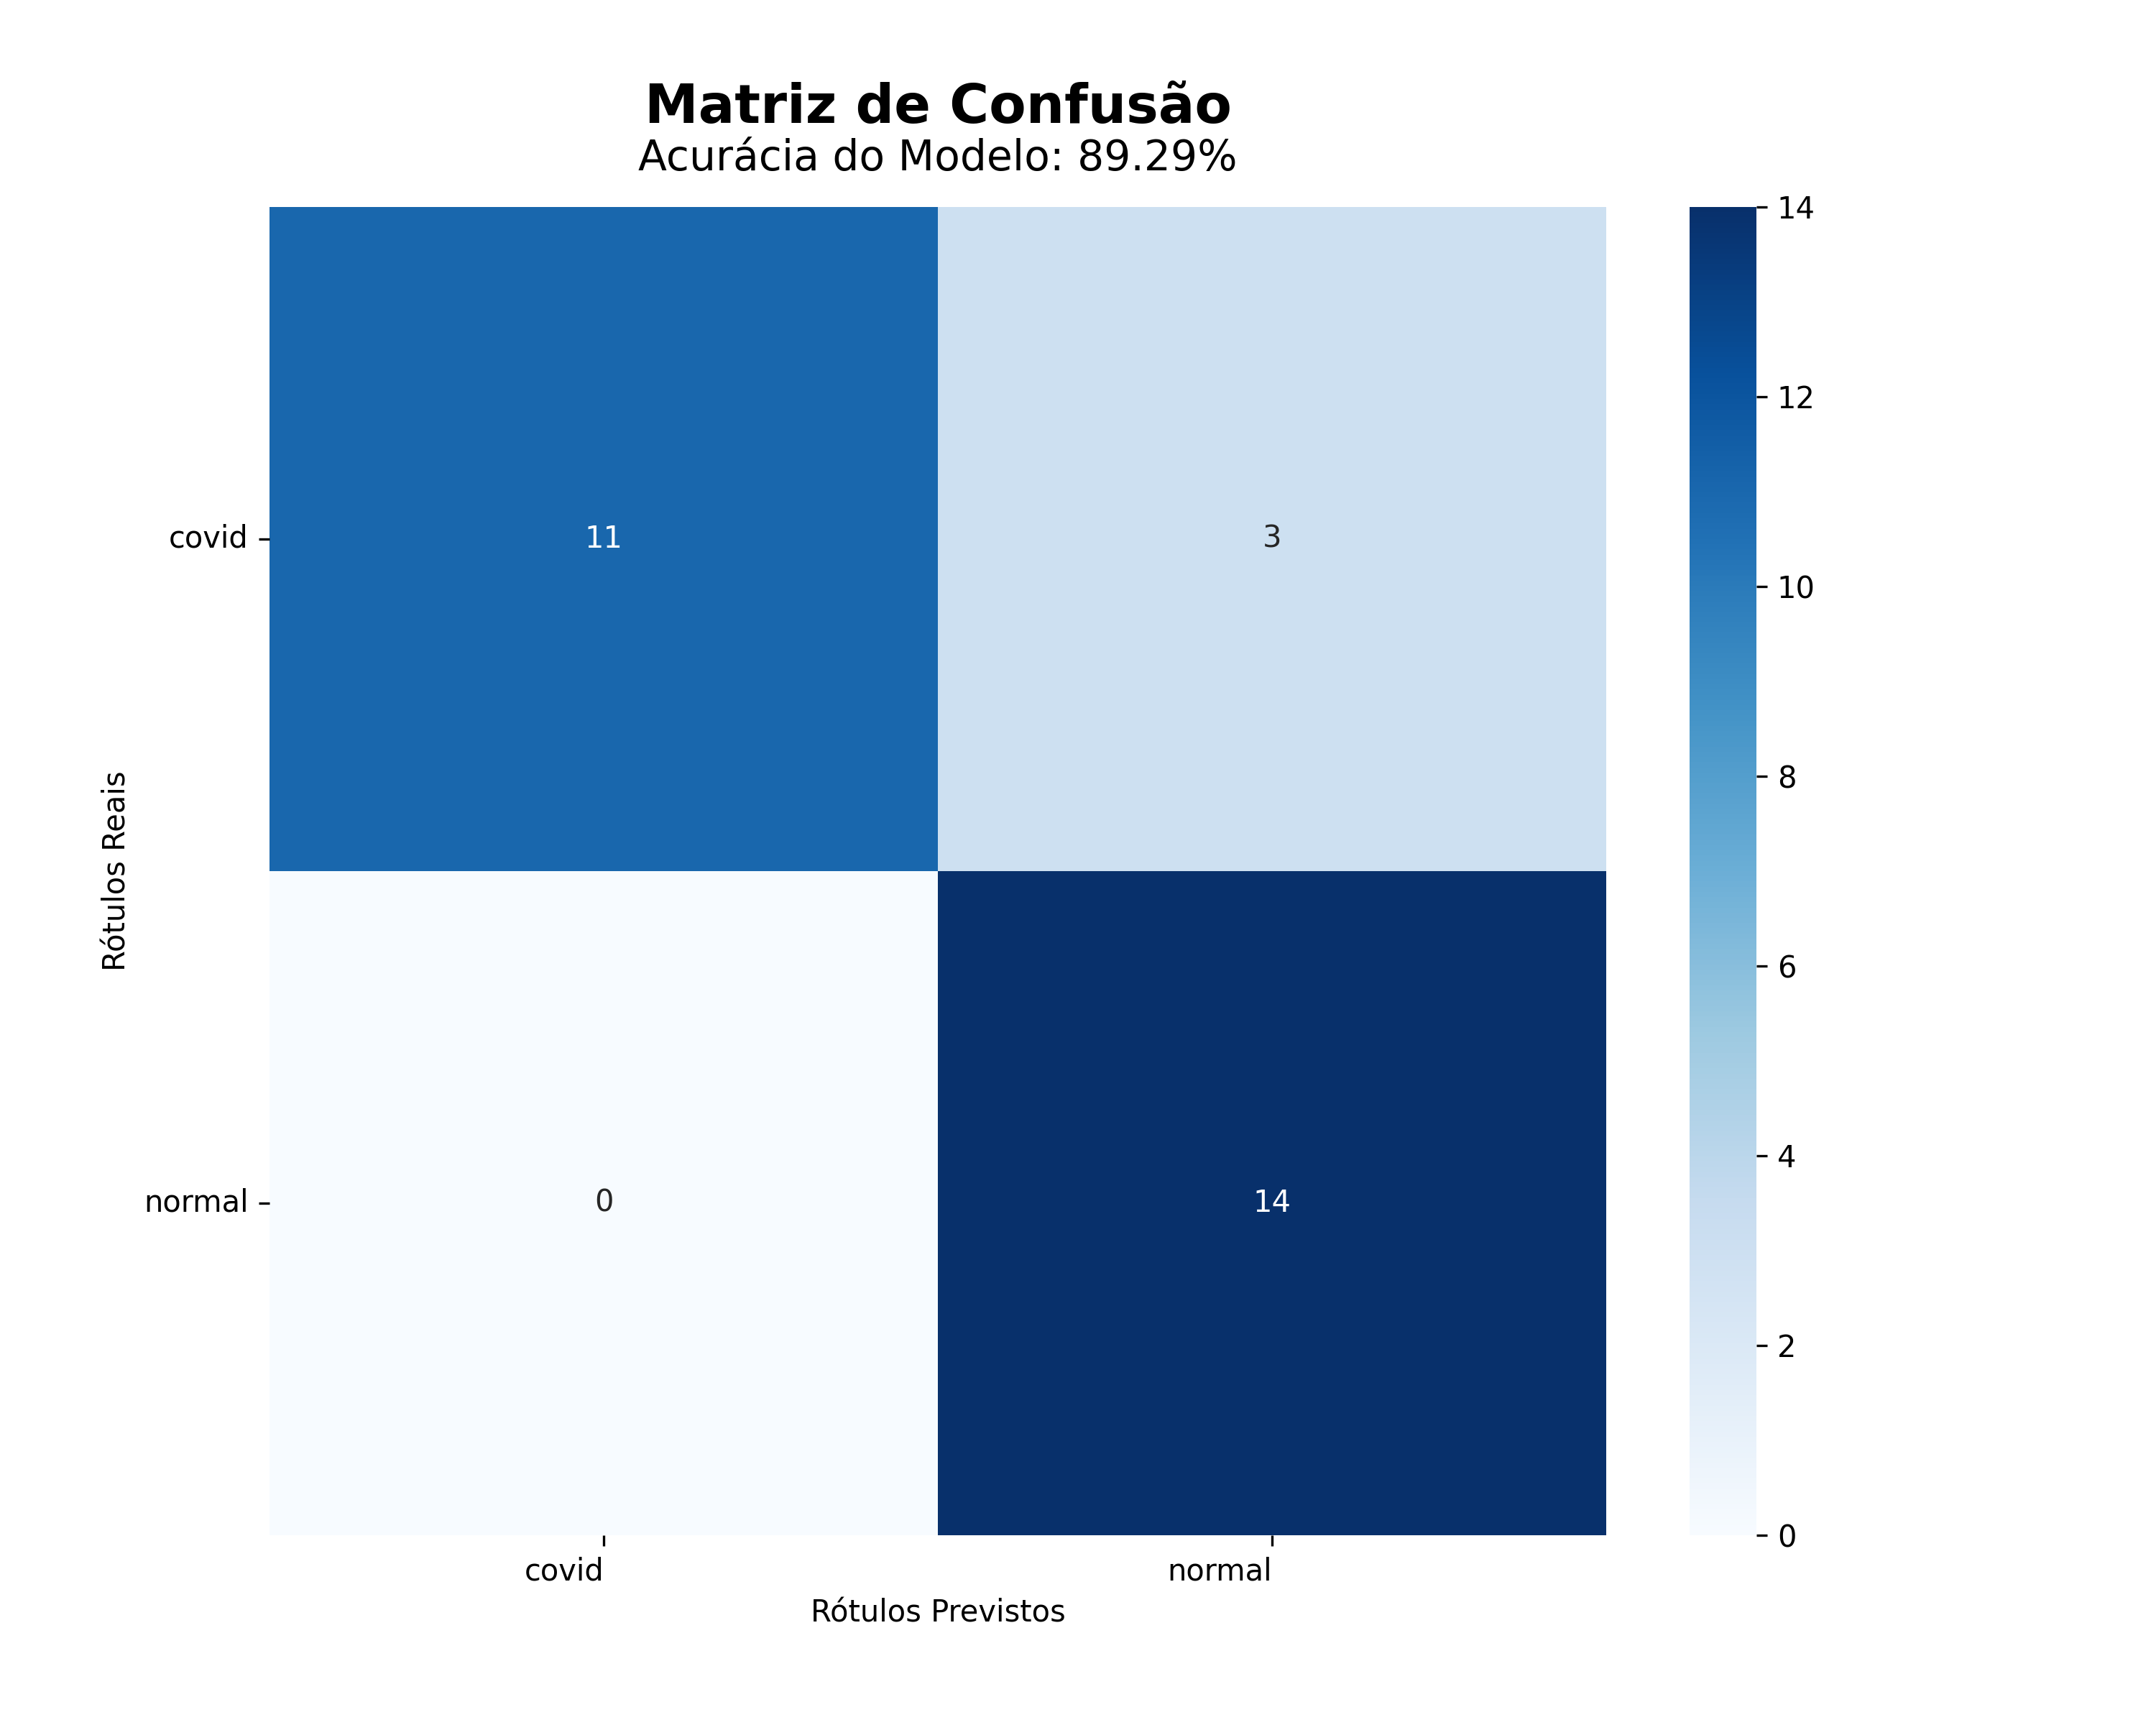 Matriz de Confusão
Acurácia do Modelo: 89.29%
14
12
10
8
6
4
2
0
covid
11
3
Rótulos Reais
normal
0
14
covid
normal
Rótulos Previstos